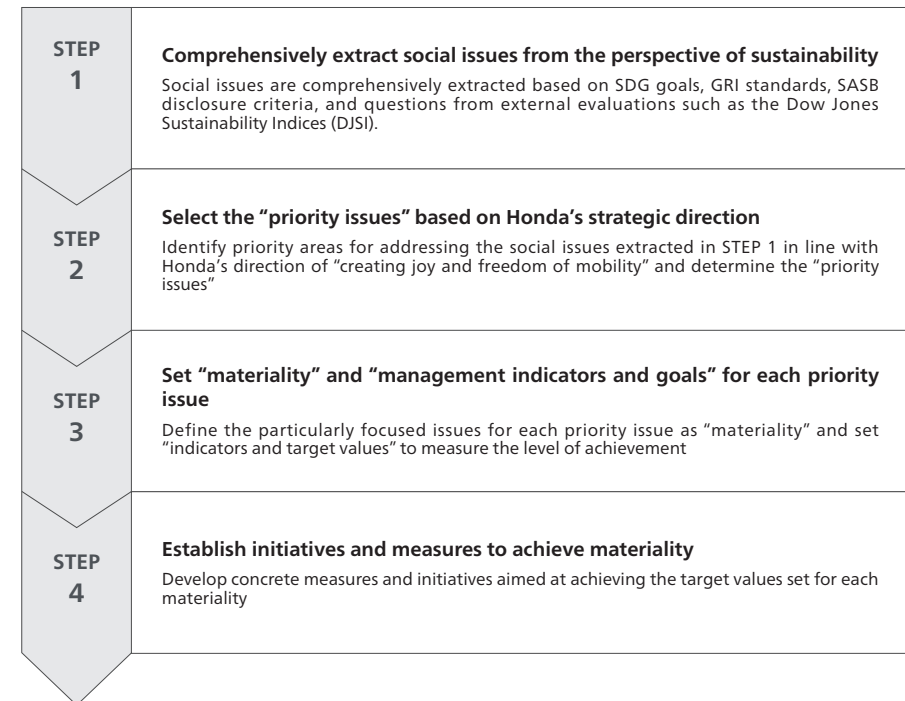 STEP
1
Comprehensively extract social issues from the perspective of sustainability
Social issues are comprehensively extracted based on SDG goals, GRI standards, SASB
disclosure criteria, and questions from external evaluations such as the Dow Jones
Sustainability Indices (DJSI).
STEP
2
Select the “priority issues” based on Honda’s strategic direction
Identify priority areas for addressing the social issues extracted in STEP 1 in line with
Honda’s direction of “creating joy and freedom of mobility” and determine the “priority
issues”
STEP
3
Set “materiality” and “management indicators and goals” for each priority
issue
Define the particularly focused issues for each priority issue as “materiality” and set
“indicators and target values” to measure the level of achievement
STEP
4
Establish initiatives and measures to achieve materiality
Develop concrete measures and initiatives aimed at achieving the target values set for each
materiality